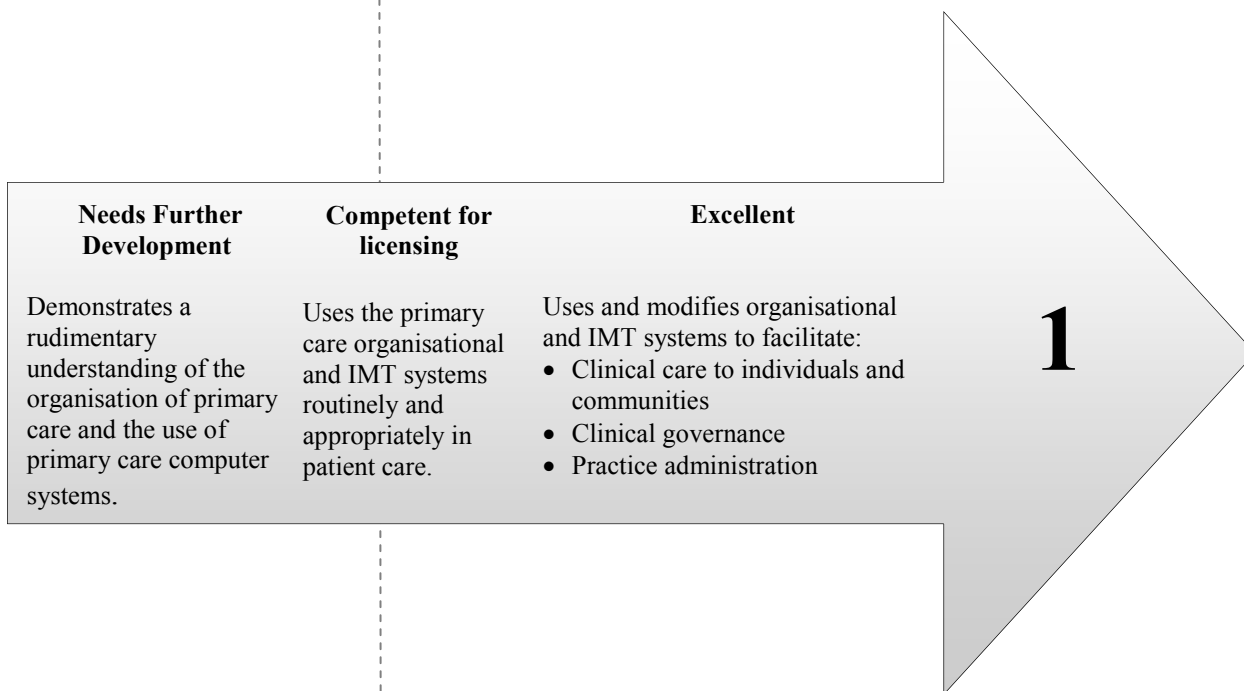 Needs Further
Development
Demonstrates a
rudimentary
understanding of the
organisation of primary
care and the use of
primary care computer
systems.
Competent for
licensing
Uses the primary
care organisational
and IMT systems
routinely and
appropriately in
patient care.
Excellent
Uses and modifies organisational
and IMT systems to facilitate:
• Clinical care to individuals and
communities
• Clinical governance
• Practice administration
1